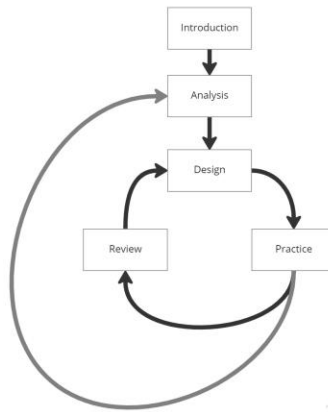 Introduction
Analysis
Design
Review
Practice